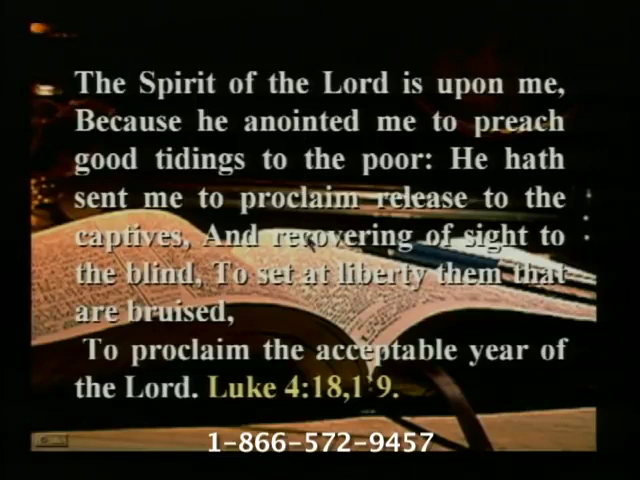 The Spirit of the Lord is upon me,
Because he anointed me to preach
good tidings to the poor: He hath
sent me to proclaim release to the
captives, And recovering of sight to
the blind, To set at liberty them that
are bruised,
To proclaim the acceptable year of
the Lord. Luke 4:18,19.
1-866-572-9457